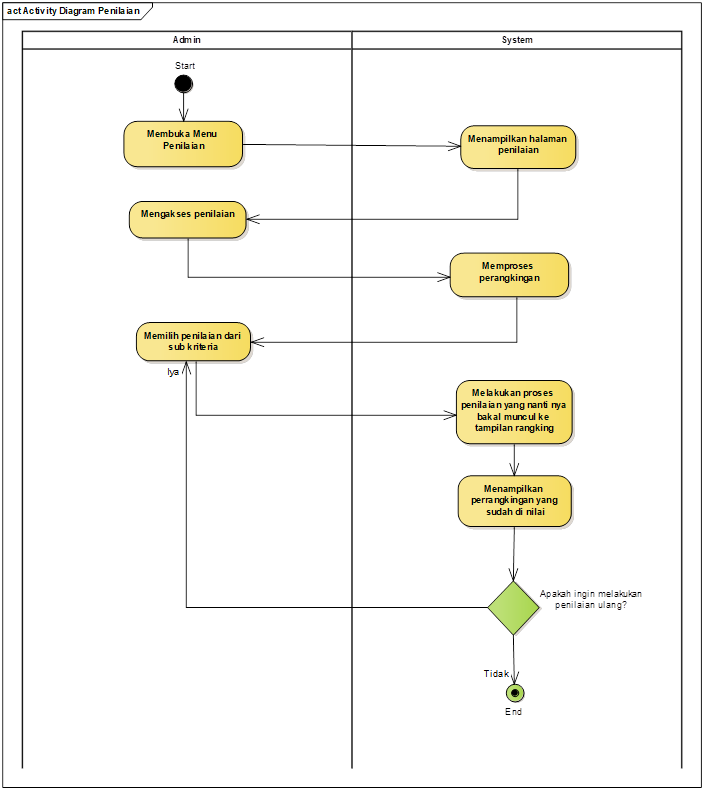 act Activity Diagram Penilaian
Admin
System
Start
Membuka Menu
Penilaian
Menampilkan halaman
penilaian
Mengakses penilaian
Memproses
perangkingan
Memilih penilaian dari
sub kriteria
Iya
Melakukan proses
penilaian yang nanti nya
bakal muncul ke
tampilan rangking
Menampilkan
perrangkingan yang
sudah di nilai
Apakah ingin melakukan
penilaian ulang?
Tidak
End